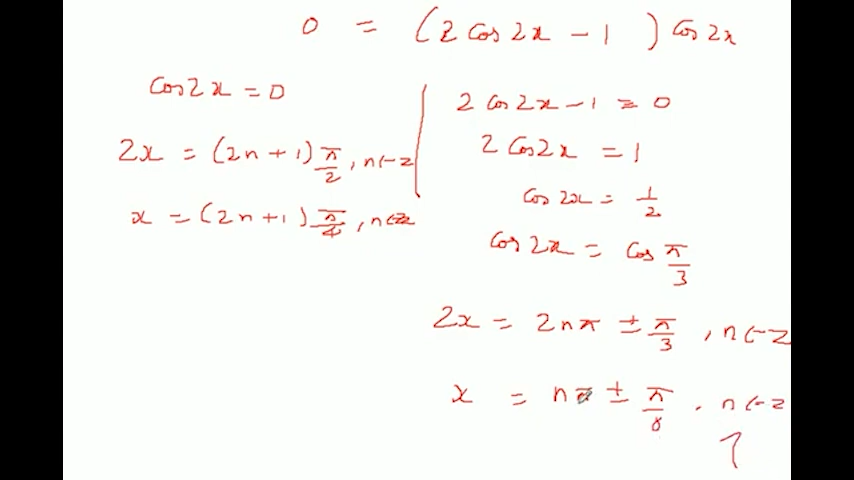 0 = (2 cos 2x - 1) cos 2x
cos 2x = 0
2x = (2n + 1) π/2, n ∈ z
x = (2n + 1) π/4, n ∈ z
2 cos 2x - 1 = 0
2 cos 2x = 1
cos 2x = 1/2
cos 2x = cos π/3
2x = 2nπ ± π/3, n ∈ z
x = nπ ± π/6, n ∈ z